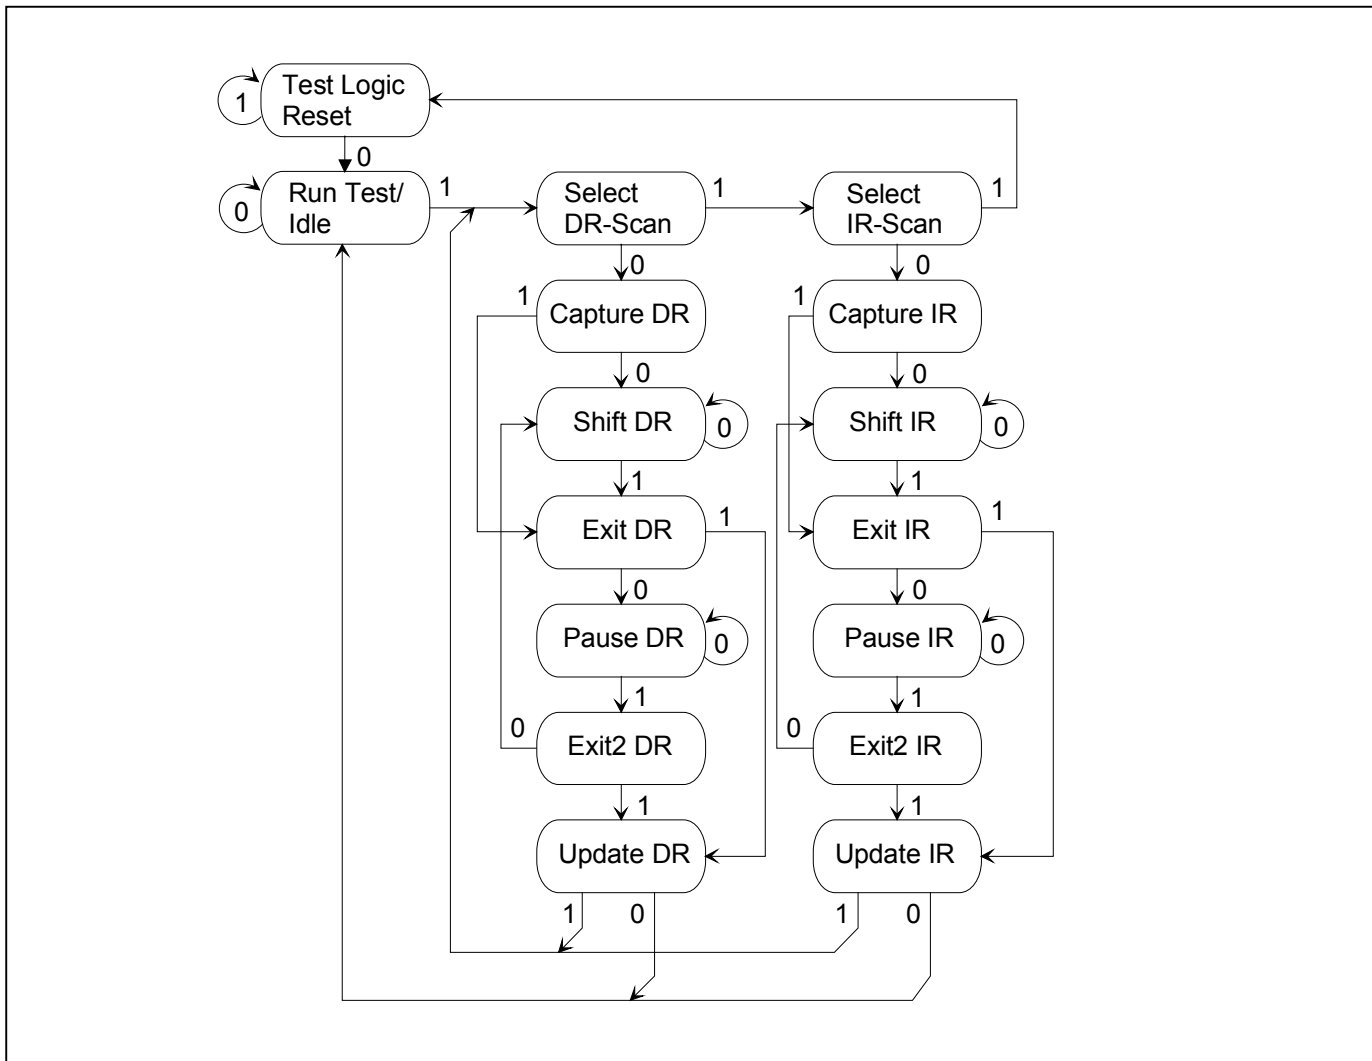 Test Logic
Reset
1
0
Run Test/
Idle
0
1
Select
DR-Scan
1
Select
IR-Scan
1
0
0
1
Capture DR
1
Capture IR
0
0
Shift DR
0
Shift IR
0
1
1
Exit DR
1
Exit IR
1
0
0
Pause DR
0
Pause IR
0
1
1
0
Exit2 DR
0
Exit2 IR
1
1
Update DR
Update IR
1
0
1
0